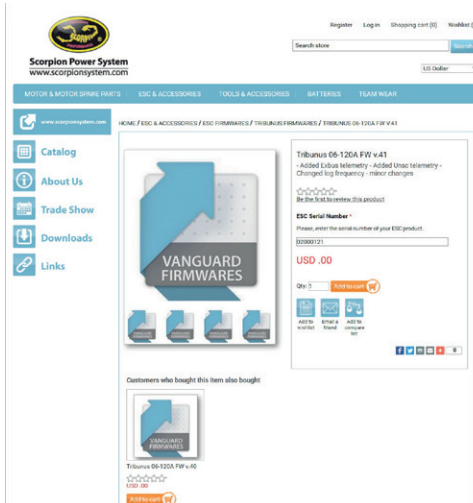 Register Log in Shopping cart (0) Wishlist
SCORPION
Search store
Search
Scorpion Power System
www.scorpionsystem.com
US Dollar
MOTOR & MOTOR SPARE PARTS ESC & ACCESSORIES TOOLS & ACCESSORIES BATTERIES TEAM WEAR
www.scorpionsystem.com
HOME / ESC & ACCESSORIES / ESC FIRMWARES / TRIBUNUS FIRMWARES / TRIBUNUS 06-120A FW V.41
Catalog
About Us
Trade Show
Downloads
Links
VANGUARD
FIRMWARES
Tribunus 06-120A FW v.41
- Added Exbus telemetry - Added Unsc telemetry -
Changed log frequency - minor changes
Be the first to review this product
ESC Serial Number *
Please, enter the serial number of your ESC product.
02000121
USD .00
Qty: 1 Add to cart
Add to
wishlist
Email a
friend
Add to
compare
list
0
Customers who bought this item also bought
VANGUARD
FIRMWARES
Tribunus 06-120A FW v.40
USD .00
Add to cart